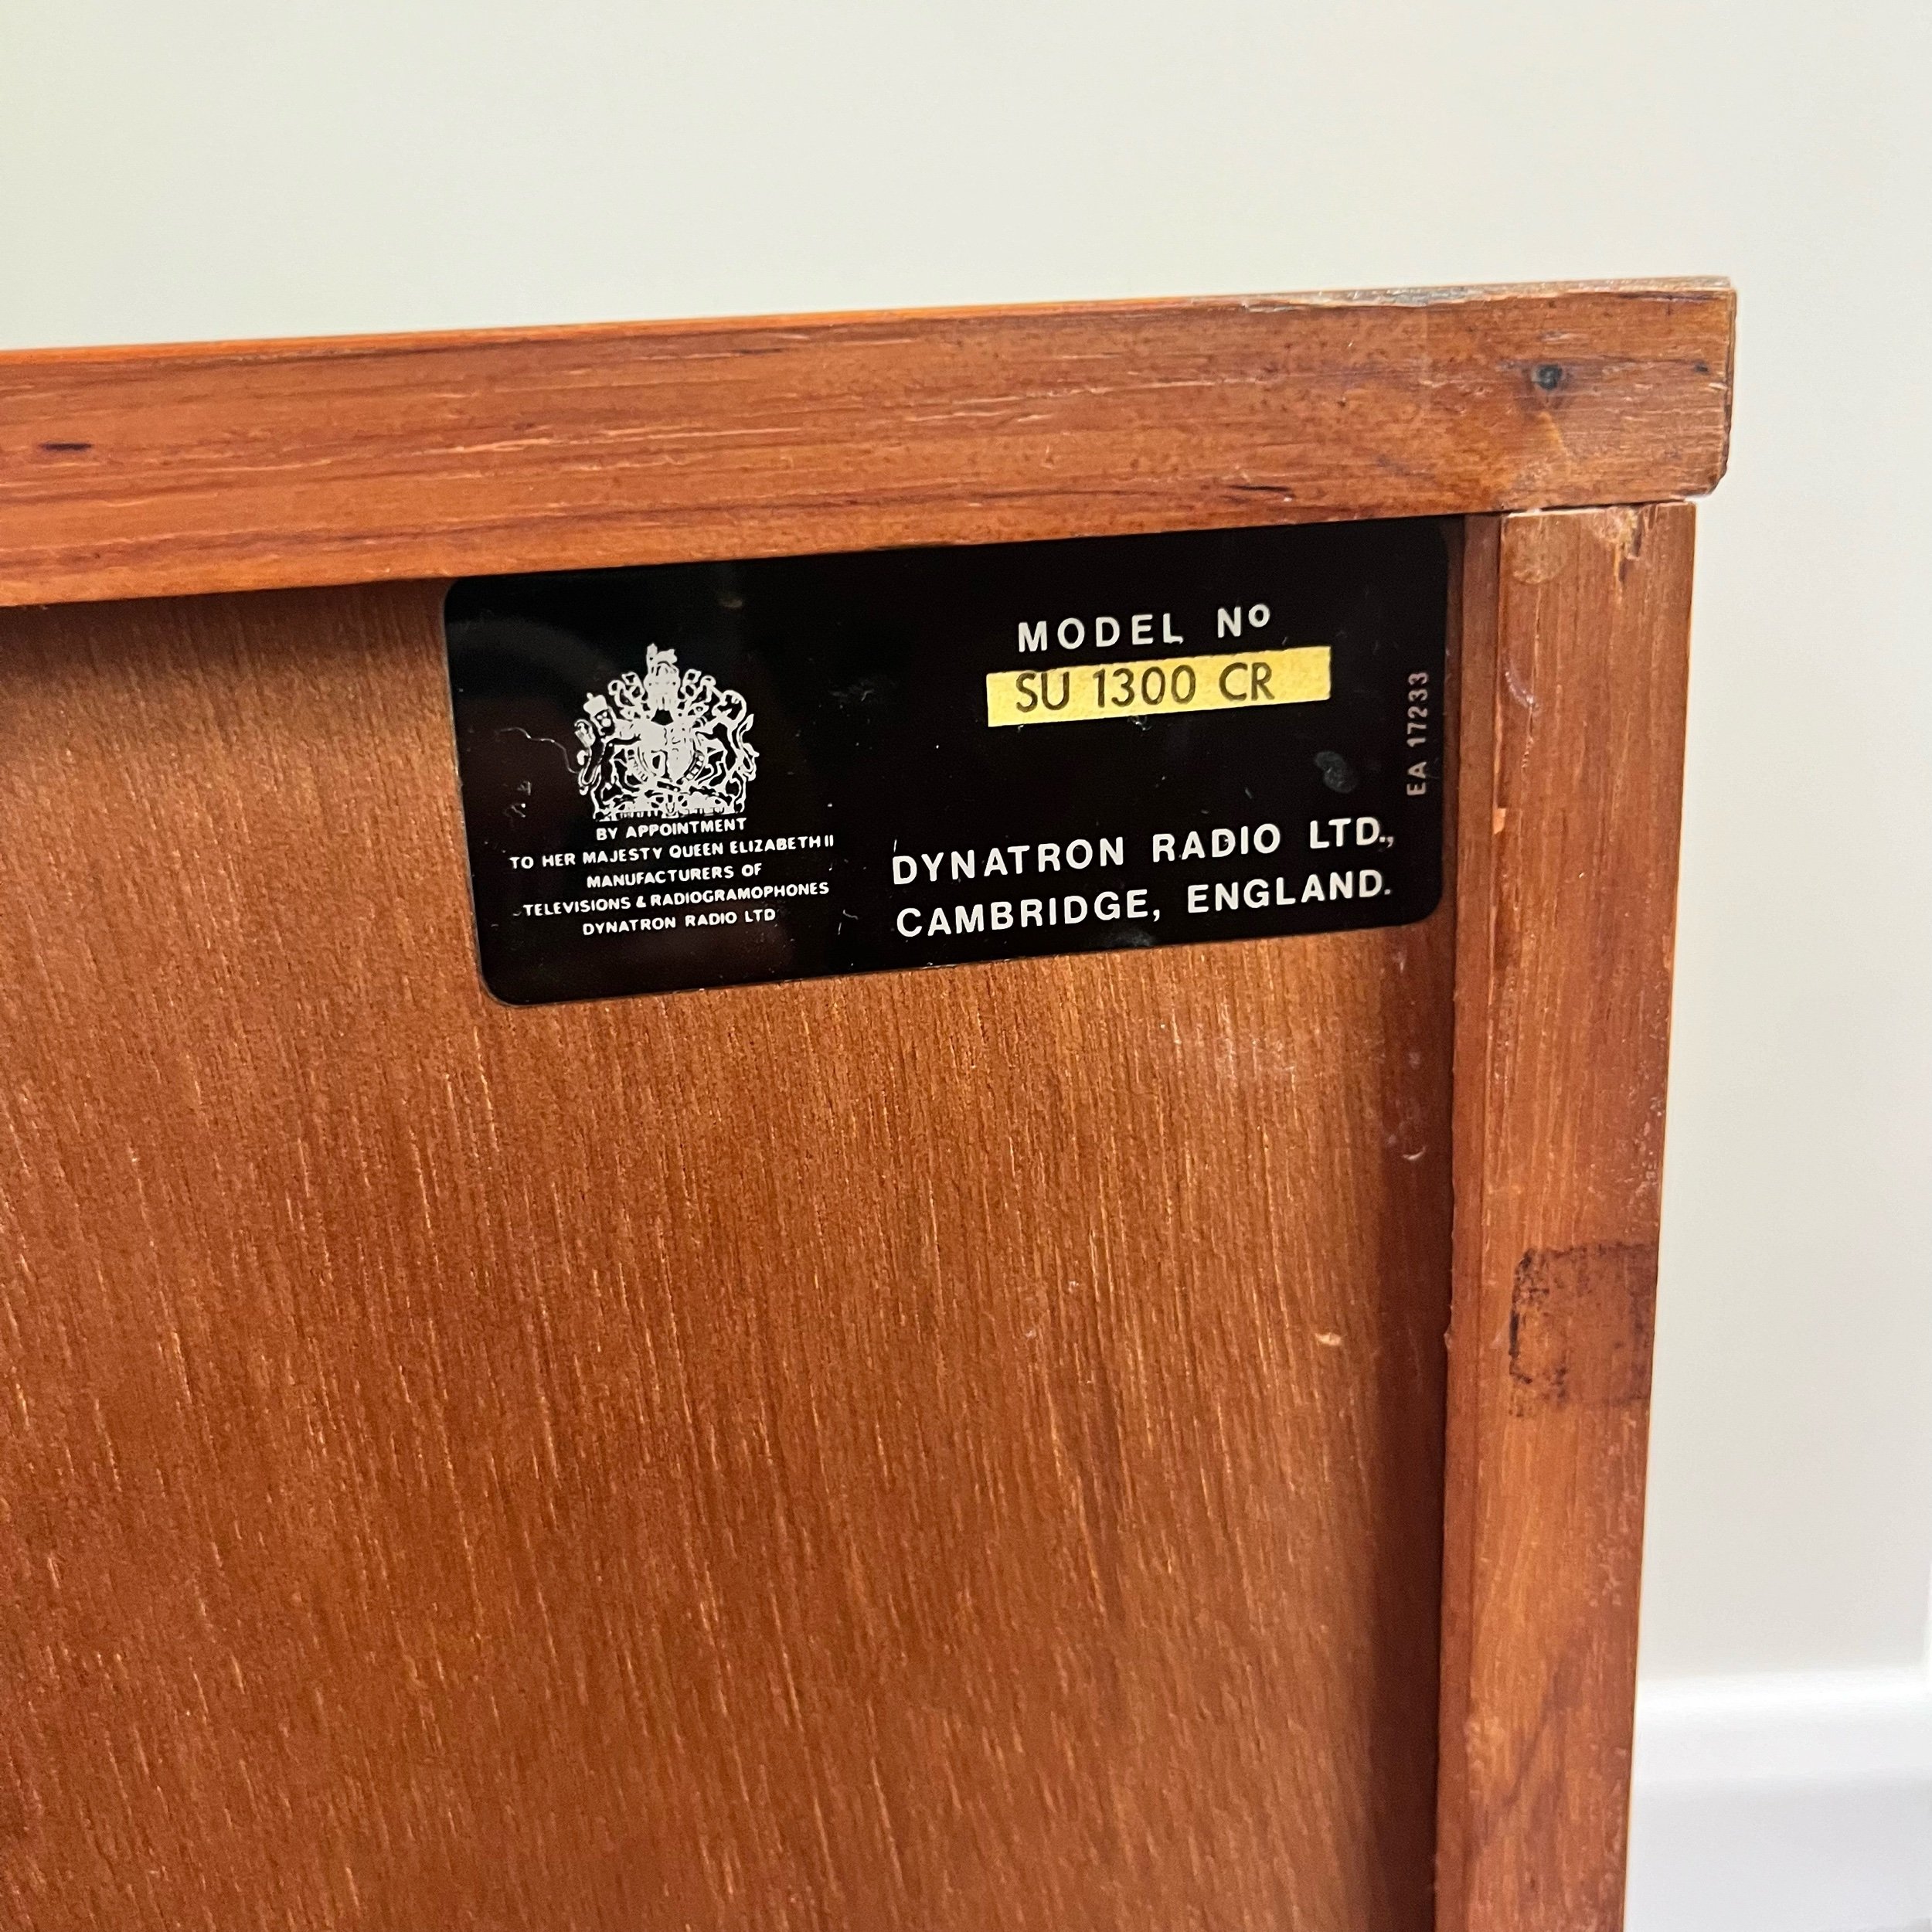 BY APPOINTMENT
TO HER MAJESTY QUEEN ELIZABETH II
MANUFACTURERS OF
TELEVISIONS & RADIOGRAMOPHONES
DYNATRON RADIO LTD
MODEL Nº
SU 1300 CR
DYNATRON RADIO LTD.,
CAMBRIDGE, ENGLAND.
EA 17233